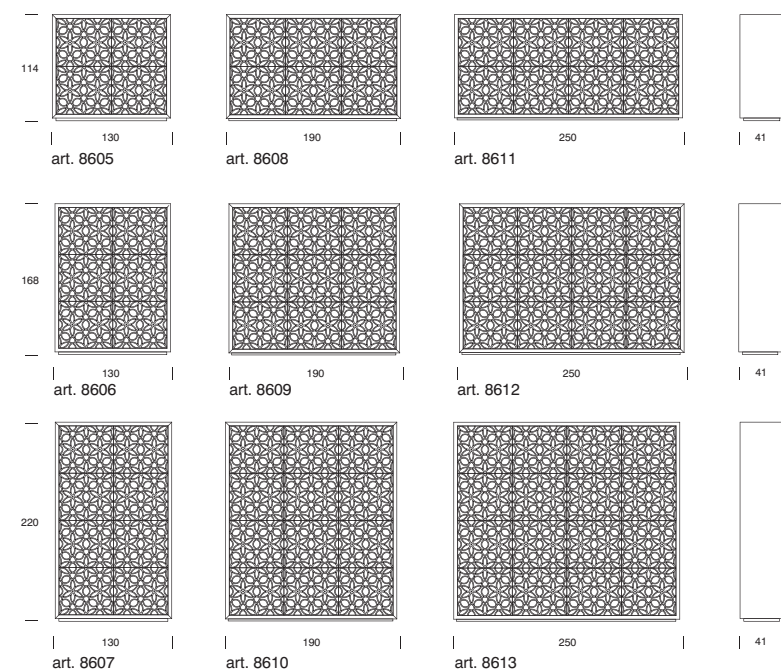 114
130 190 250 41
art. 8605 art. 8608 art. 8611
168
130 190 250 41
art. 8606 art. 8609 art. 8612
220
130 190 250 41
art. 8607 art. 8610 art. 8613